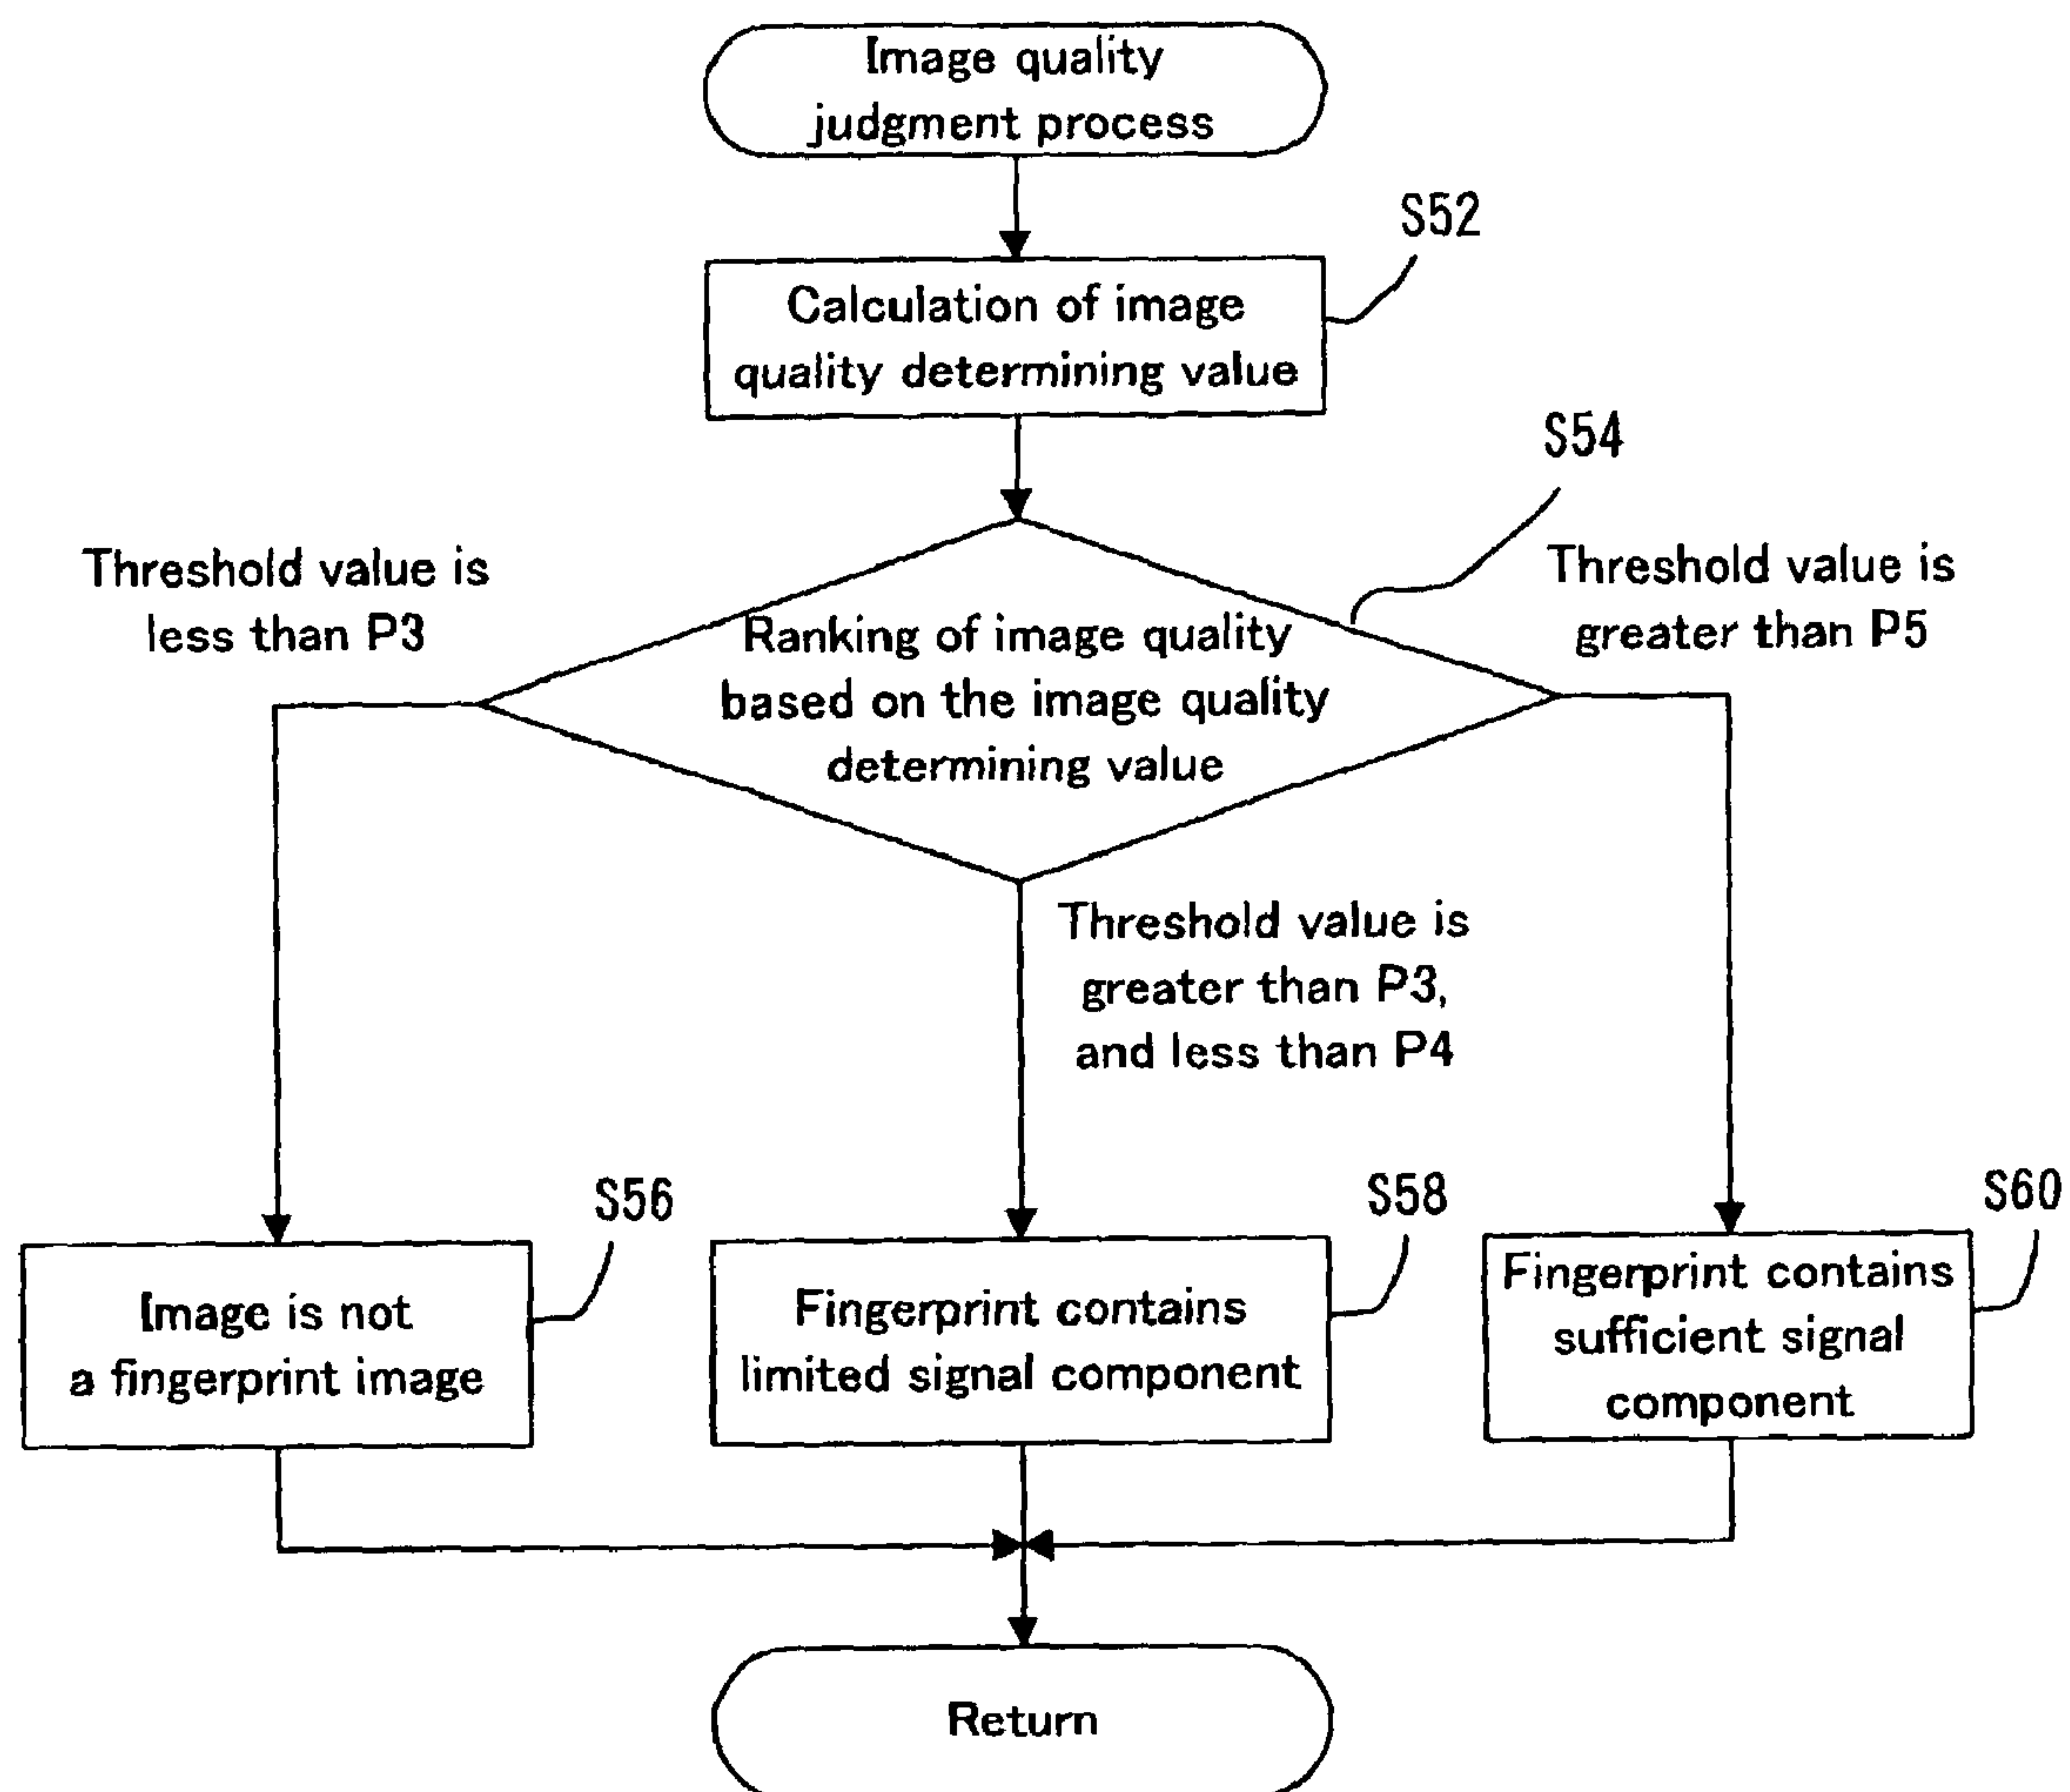 Image quality
judgment process
S52
Calculation of image
quality determining value
S54
Threshold value is
less than P3
Threshold value is
greater than P5
Ranking of image quality
based on the image quality
determining value
Threshold value is
greater than P3,
and less than P4
S56
S58
S60
Image is not
a fingerprint image
Fingerprint contains
limited signal component
Fingerprint contains
sufficient signal
component
Return